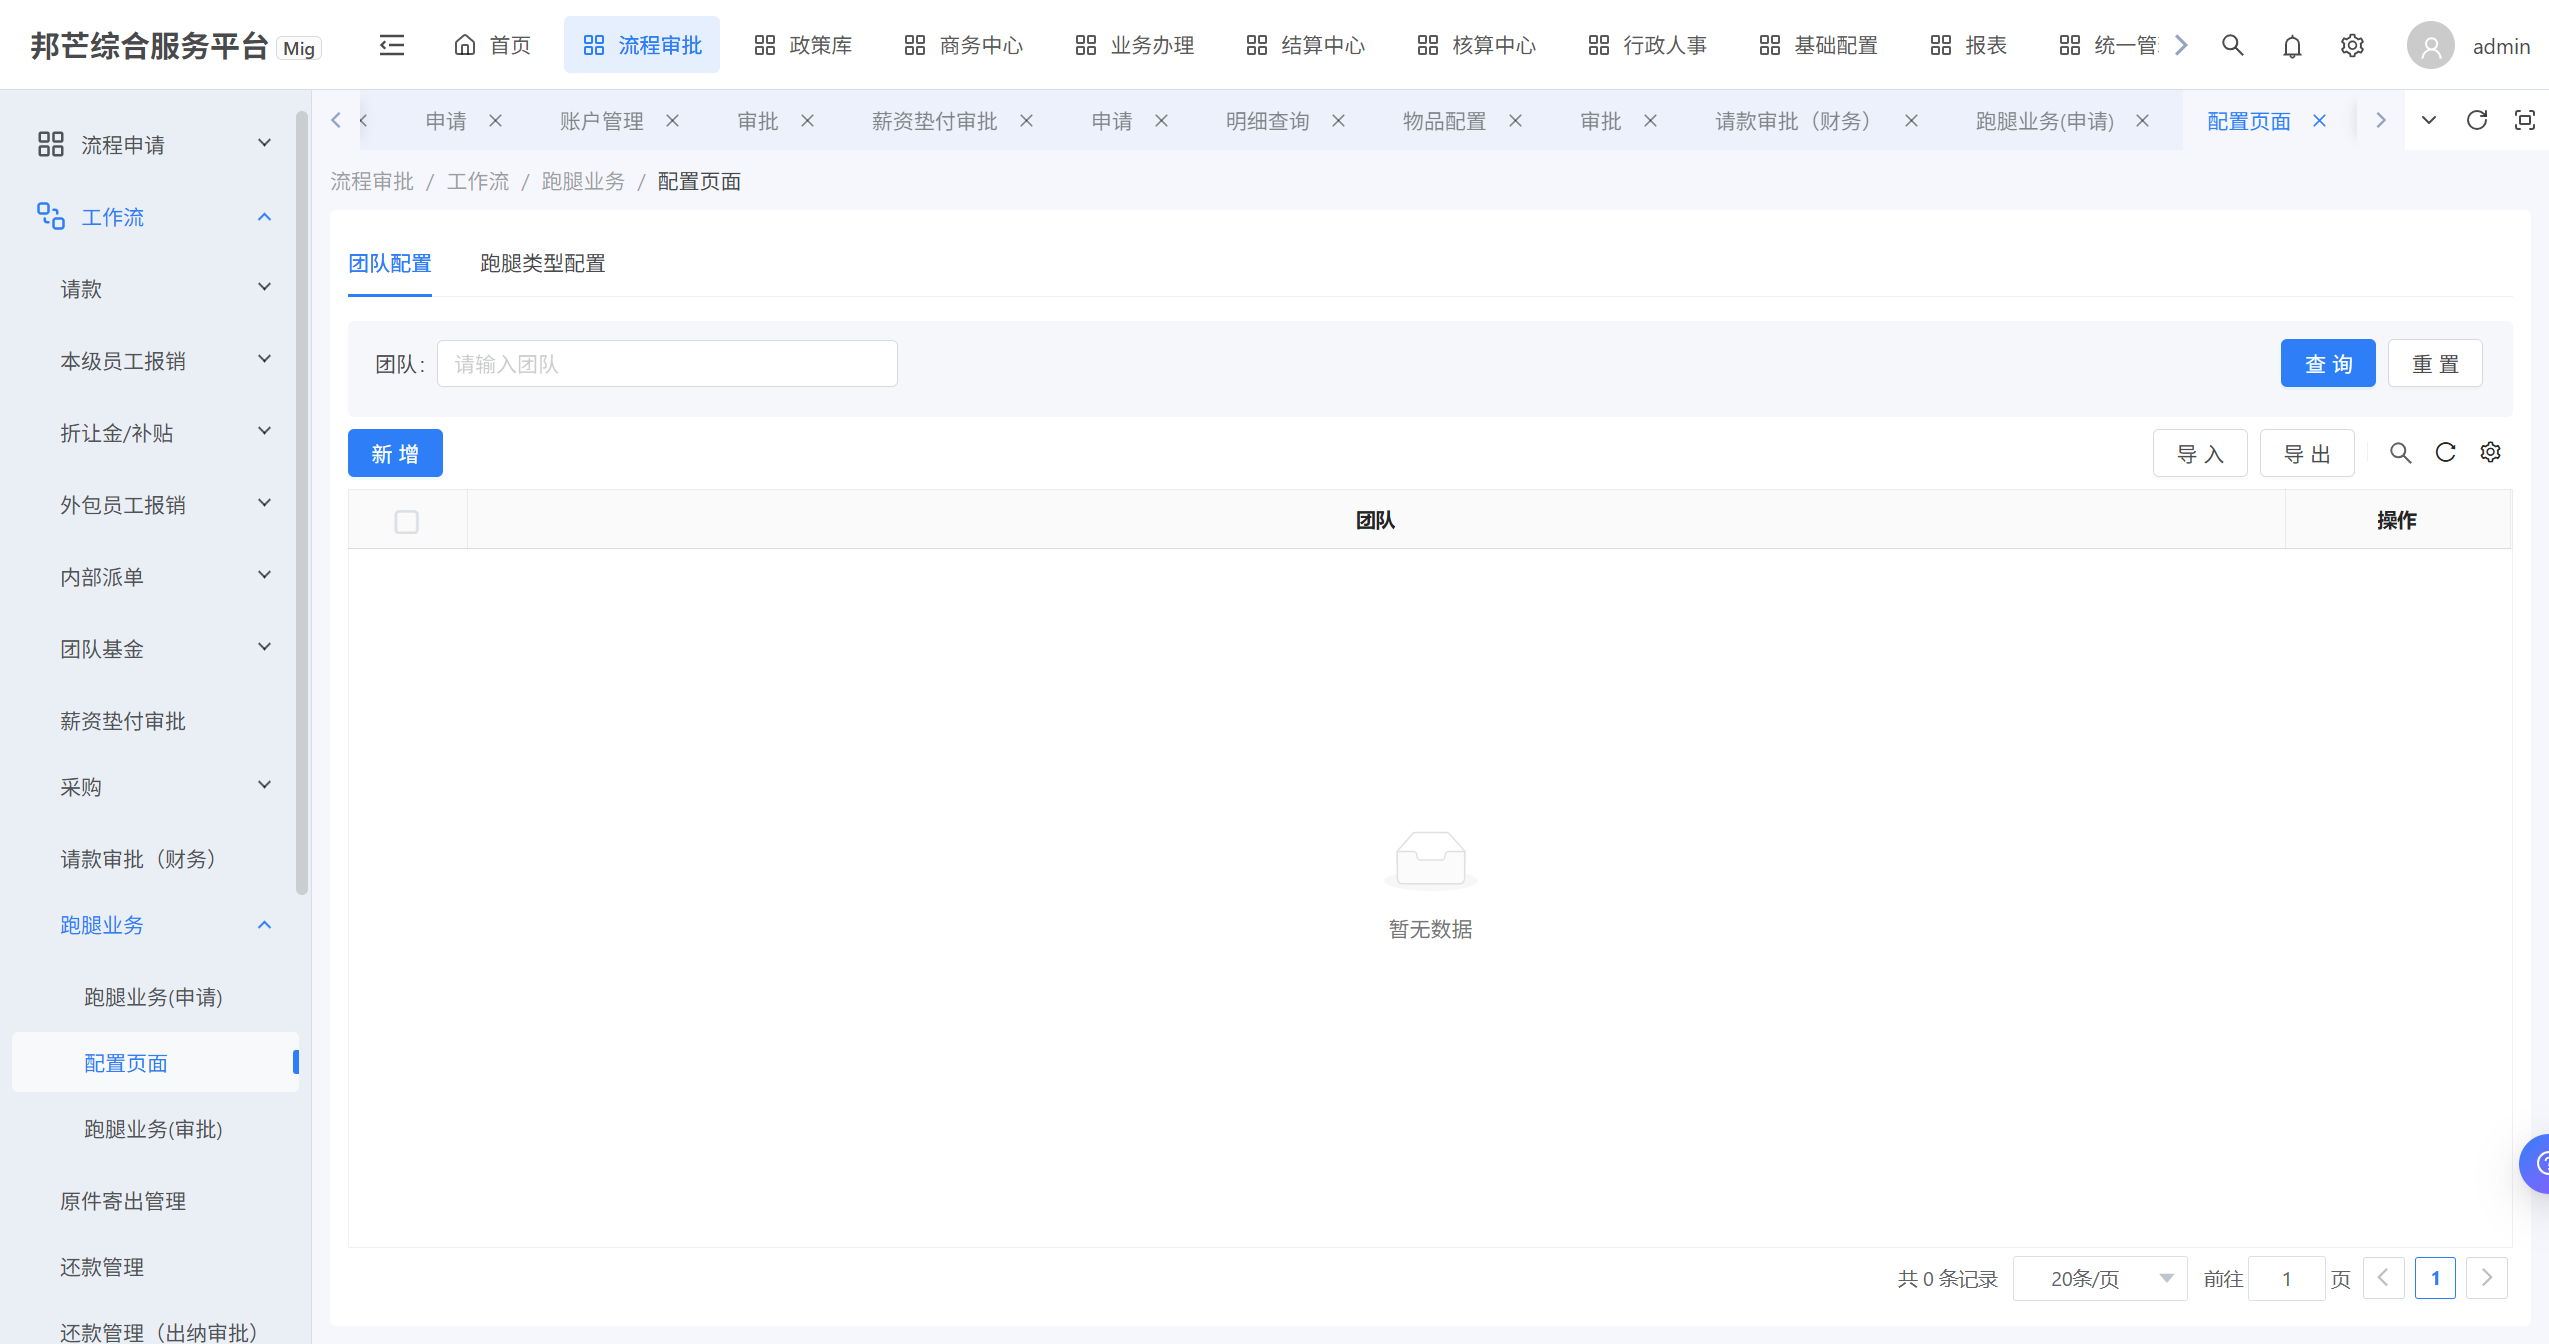 邦芒综合服务平台 Mig
首页 流程审批 政策库 商务中心 业务办理 结算中心 核算中心 行政人事 基础配置 报表 统一管
admin
申请 账户管理 审批 薪资垫付审批 申请 明细查询 物品配置 审批 请款审批（财务） 跑腿业务(申请) 配置页面
流程审批 / 工作流 / 跑腿业务 / 配置页面
流程申请
工作流
请款
本级员工报销
折让金/补贴
外包员工报销
内部派单
团队基金
薪资垫付审批
采购
请款审批（财务）
跑腿业务
跑腿业务(申请)
配置页面
跑腿业务(审批)
原件寄出管理
还款管理
还款管理（出纳审批）
团队配置 跑腿类型配置
团队: 请输入团队 查 询 重 置
新 增 导 入 导 出
团队 操作
暂无数据
共 0 条记录 20条/页 前往 1 页 1